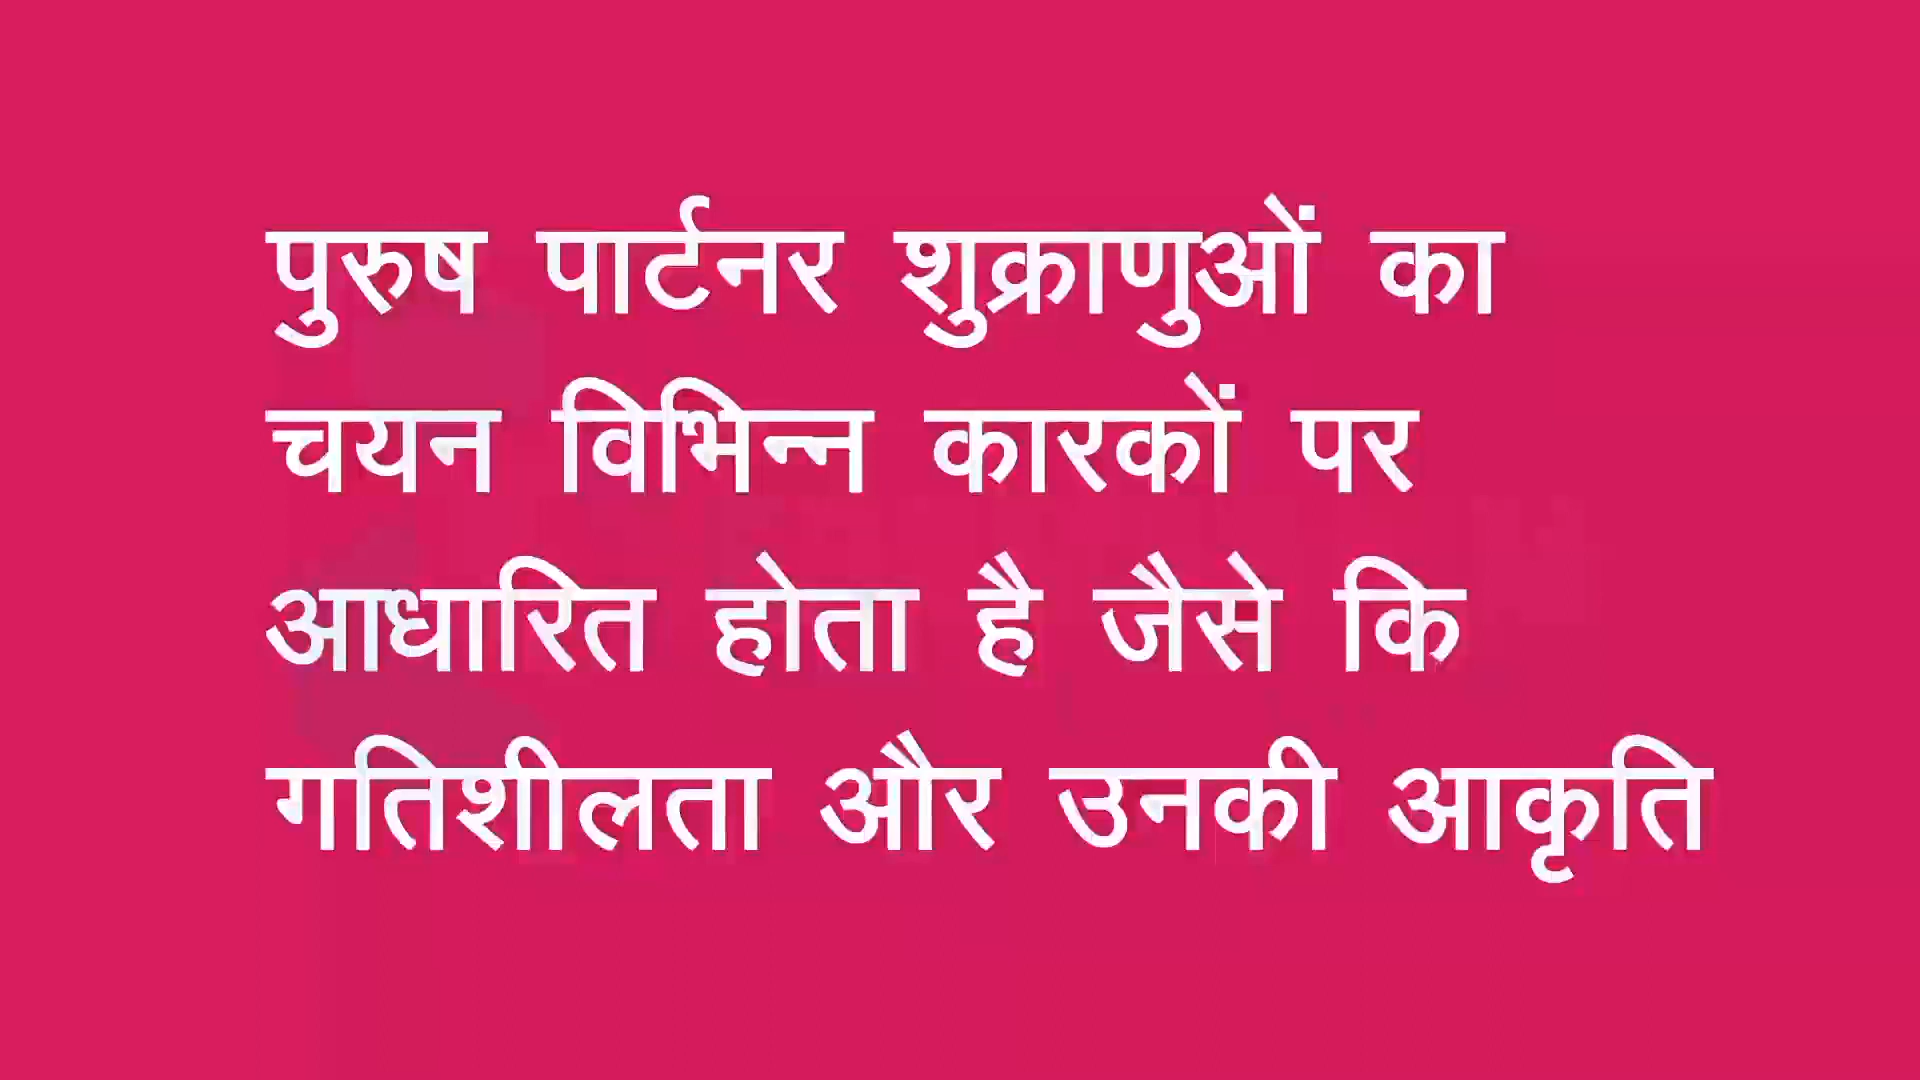 पुरुष पार्टनर शुक्राणुओं का
चयन विभिन्न कारकों पर
आधारित होता है जैसे कि
गतिशीलता और उनकी आकृति